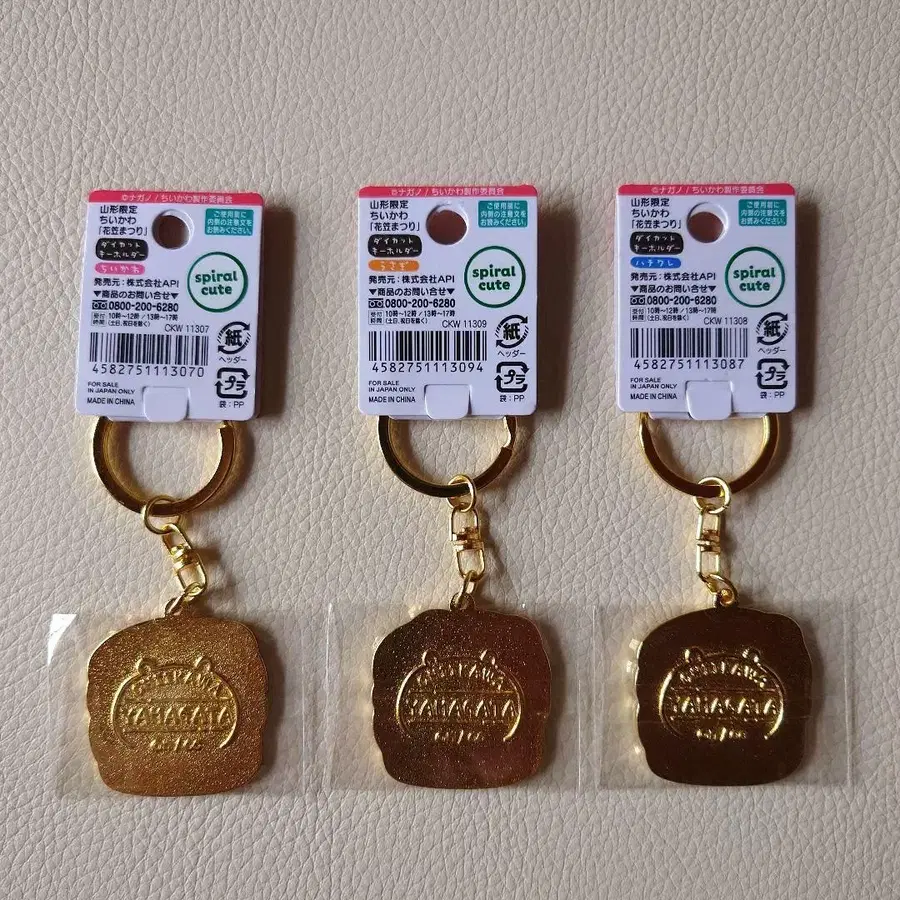 ©ナガノ / ちいかわ製作委員会
山形限定
ちいかわ
「花笠まつり」
ご使用前に
内側の注意文を
お読みください。
ダイカット
キーホルダー
ちいかわ
spiral
cute
発売元：株式会社API
▼商品のお問い合せ▼
0800-200-6280
受付時間 10時〜12時/13時〜17時
(土日、祝日を除く)
CKW 11307
4582751113070
紙
ヘッダー
プラ
袋：PP
FOR SALE
IN JAPAN ONLY
MADE IN CHINA
CHIIKAWA
YAMAGATA
©ナガノ / ちいかわ製作委員会
山形限定
ちいかわ
「花笠まつり」
ご使用前に
内側の注意文を
お読みください。
ダイカット
キーホルダー
うさぎ
spiral
cute
発売元：株式会社API
▼商品のお問い合せ▼
0800-200-6280
受付時間 10時〜12時/13時〜17時
(土日、祝日を除く)
CKW 11309
4582751113094
紙
ヘッダー
プラ
袋：PP
FOR SALE
IN JAPAN ONLY
MADE IN CHINA
CHIIKAWA
YAMAGATA
©ナガノ / ちいかわ製作委員会
山形限定
ちいかわ
「花笠まつり」
ご使用前に
内側の注意文を
お読みください。
ダイカット
キーホルダー
ハチワレ
spiral
cute
発売元：株式会社API
▼商品のお問い合せ▼
0800-200-6280
受付時間 10時〜12時/13時〜17時
(土日、祝日を除く)
CKW 11308
4582751113087
紙
ヘッダー
プラ
袋：PP
FOR SALE
IN JAPAN ONLY
MADE IN CHINA
CHIIKAWA
YAMAGATA